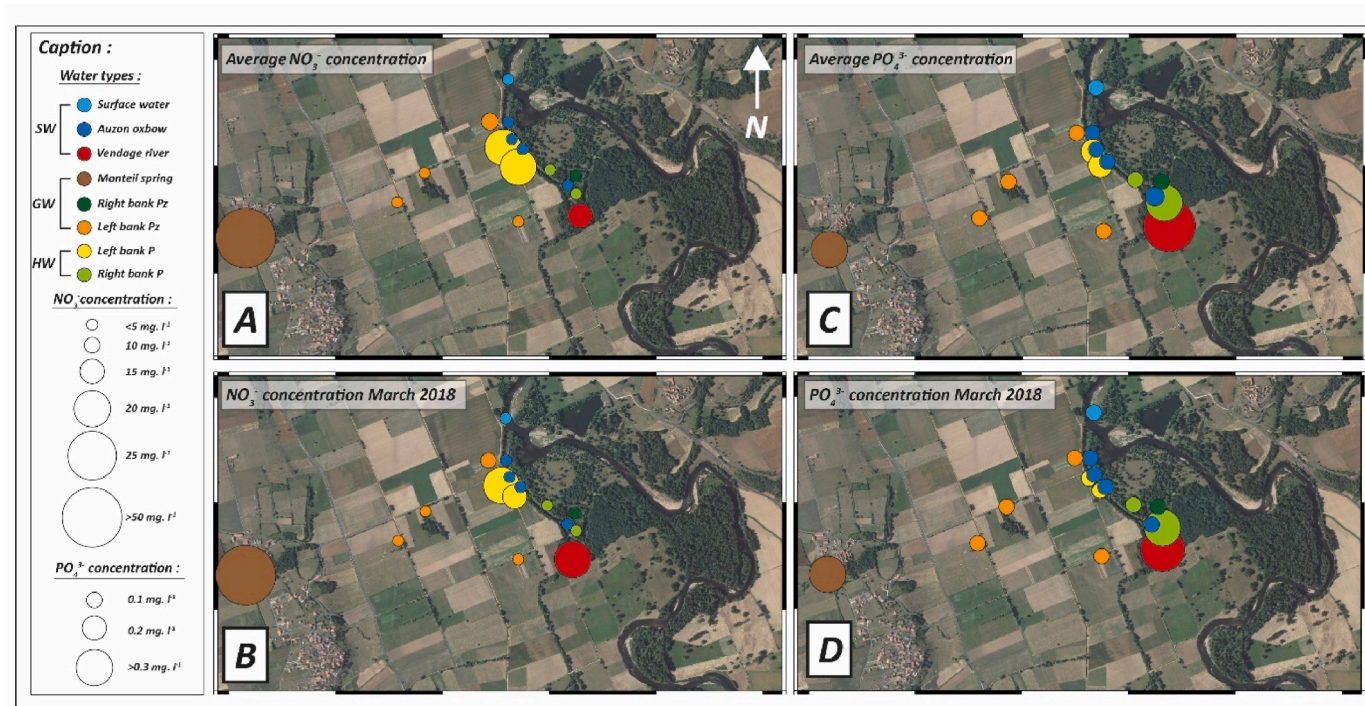 Caption :
Water types :
SW
Surface water
Auzon oxbow
Vendage river
GW
Monteil spring
Right bank Pz
Left bank Pz
HW
Left bank P
Right bank P
NO₃⁻concentration :
<5 mg. l⁻¹
10 mg. l⁻¹
15 mg. l⁻¹
20 mg. l⁻¹
25 mg. l⁻¹
>50 mg. l⁻¹
PO₄³⁻ concentration :
0.1 mg. l⁻¹
0.2 mg. l⁻¹
>0.3 mg. l⁻¹
Average NO₃⁻ concentration
N
A
Average PO₄³⁻ concentration
C
NO₃⁻ concentration March 2018
B
PO₄³⁻ concentration March 2018
D